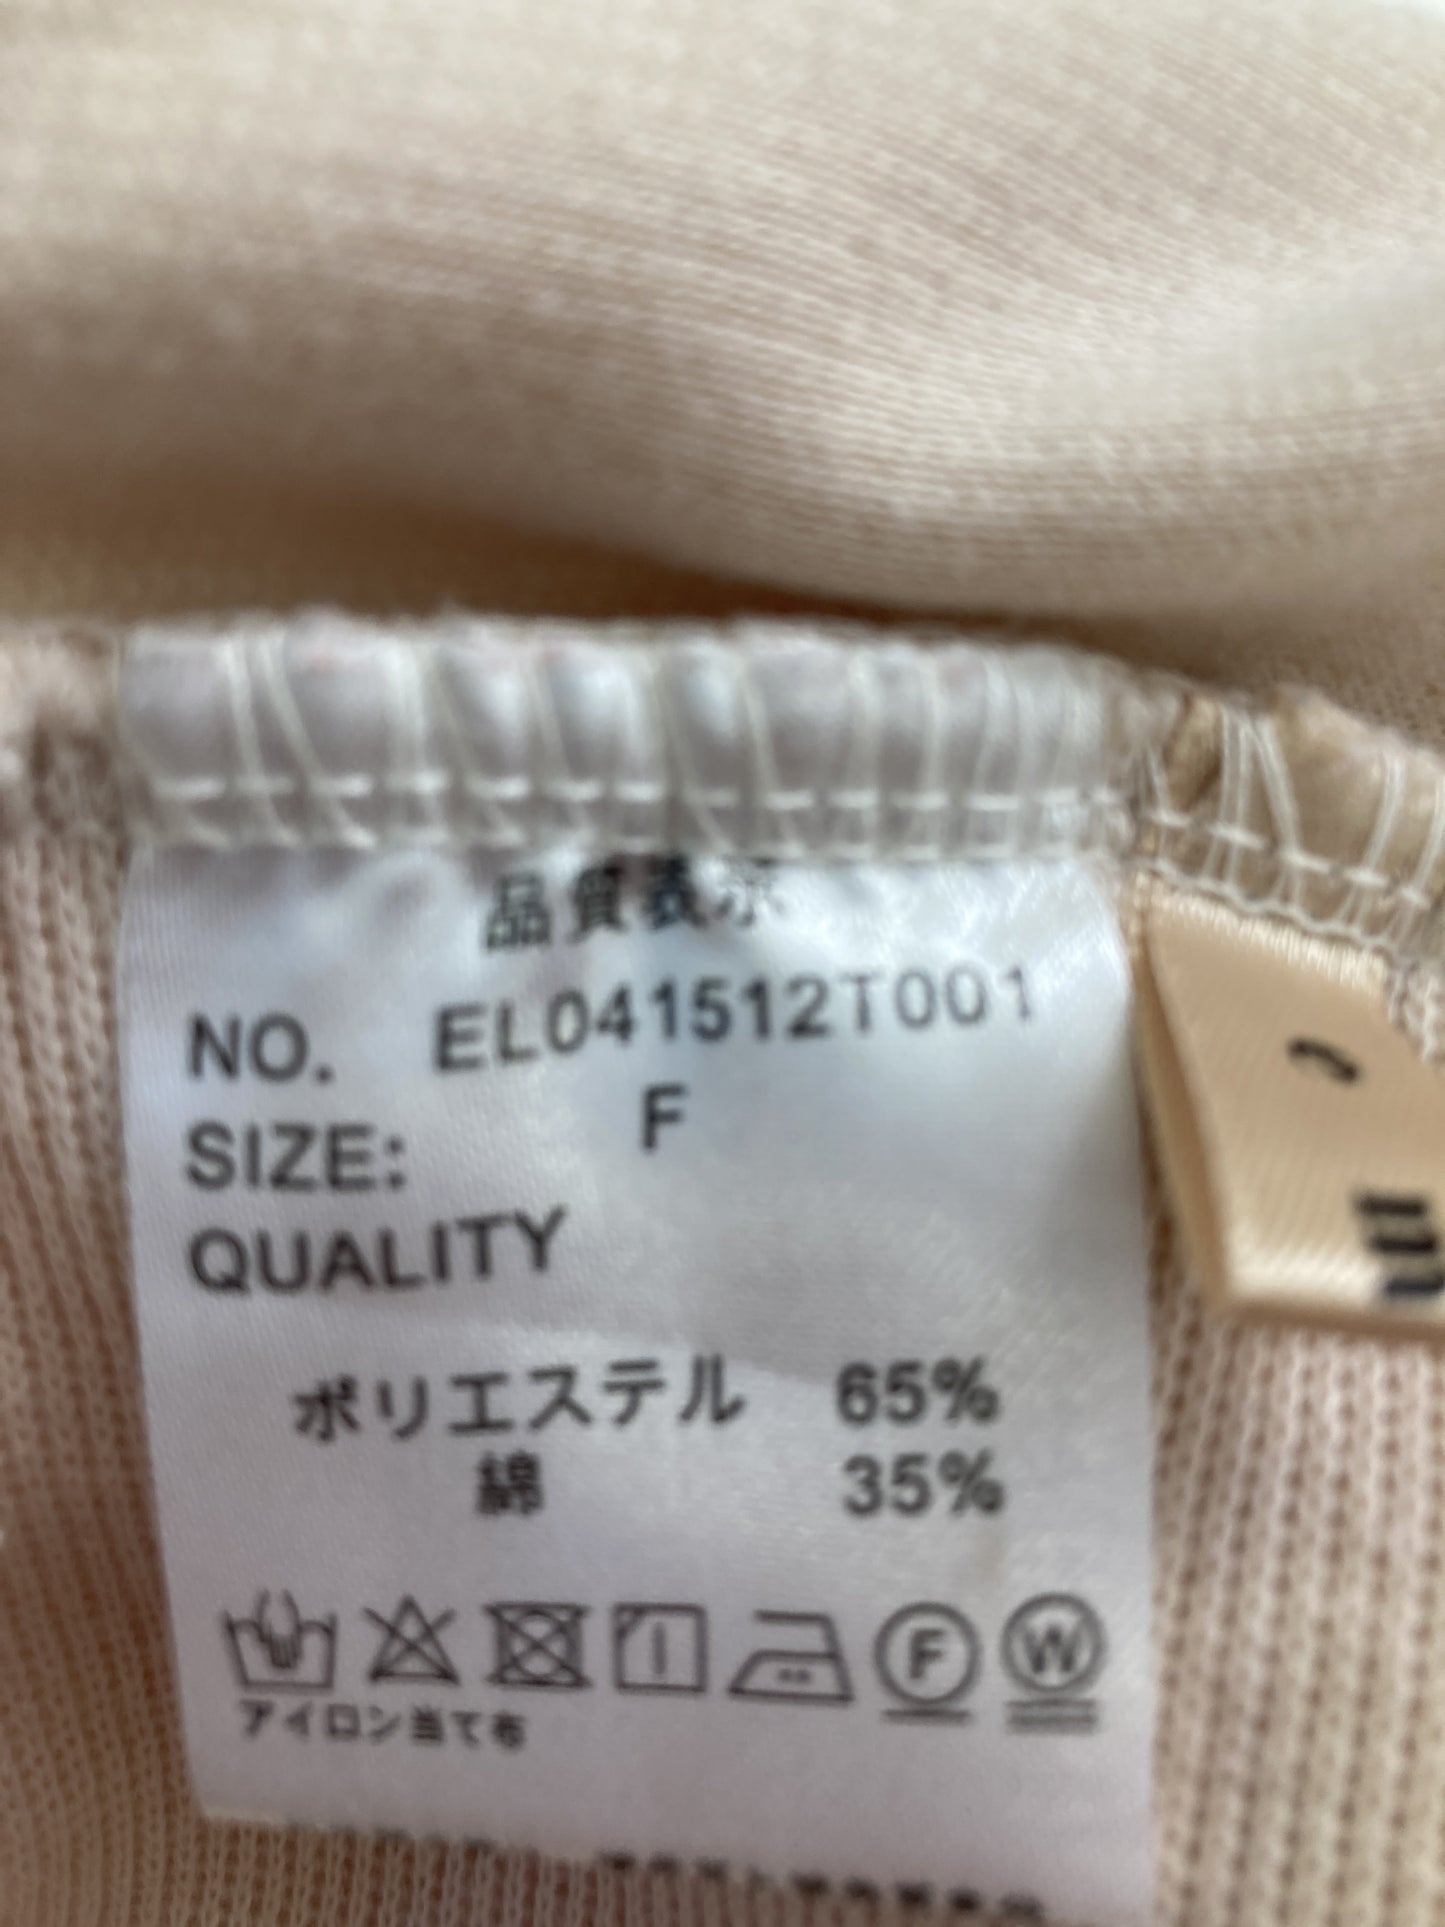 品質表示
NO. EL041512T001
SIZE: F
QUALITY
ポリエステル 65%
綿 35%
F W
アイロン当て布